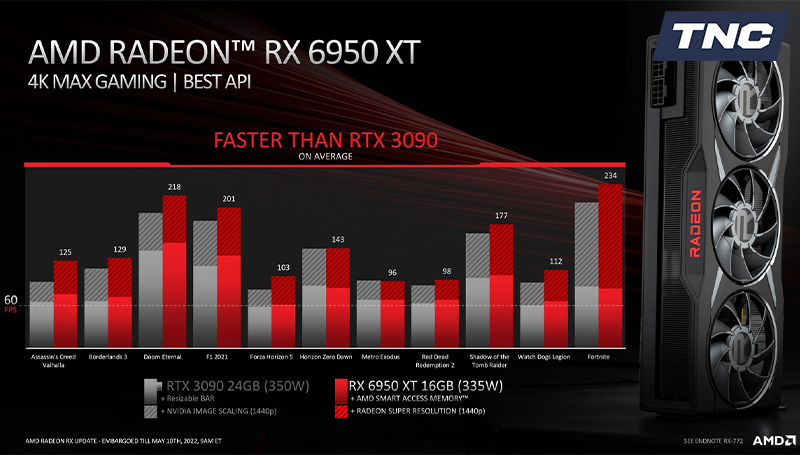 TNC
AMD RADEON™ RX 6950 XT
4K MAX GAMING | BEST API
FASTER THAN RTX 3090
ON AVERAGE
125
129
218
201
103
143
96
98
177
112
234
60
FPS
Assassin's Creed
Valhalla
Borderlands 3
Doom Eternal
F1 2021
Forza Horizon 5
Horizon Zero Down
Metro Exodus
Red Dead
Redemption 2
Shadow of the
Tomb Raider
Watch Dogs Legion
Fortnite
RTX 3090 24GB (350W)
+ Resizable BAR
+ NVIDIA IMAGE SCALING (1440p)
RX 6950 XT 16GB (335W)
+ AMD SMART ACCESS MEMORY™
+ RADEON SUPER RESOLUTION (1440p)
RADEON
AMD RADEON RX UPDATE - EMBARGOED TILL MAY 10TH, 2022, 9AM ET
SEE ENDNOTE RX-772
AMD